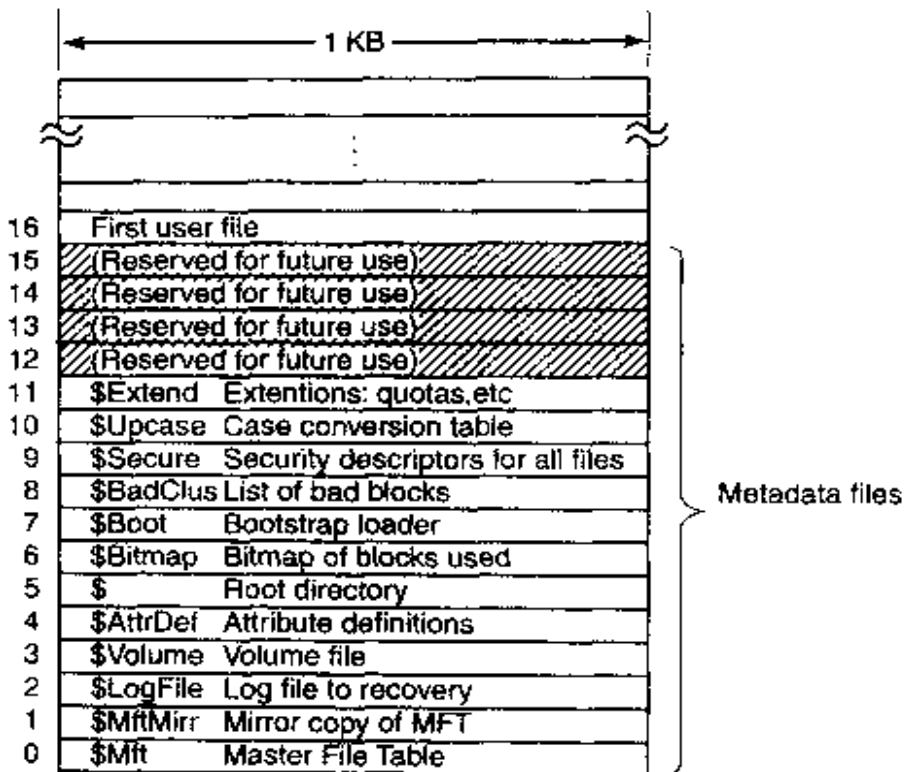 1 KB
16 First user file
15 (Reserved for future use)
14 (Reserved for future use)
13 (Reserved for future use)
12 (Reserved for future use)
11 $Extend Extentions: quotas,etc
10 $Upcase Case conversion table
9 $Secure Security descriptors for all files
8 $BadClus List of bad blocks
7 $Boot Bootstrap loader
6 $Bitmap Bitmap of blocks used
5 $ Root directory
4 $AttrDef Attribute definitions
3 $Volume Volume file
2 $LogFile Log file to recovery
1 $MftMirr Mirror copy of MFT
0 $Mft Master File Table
Metadata files